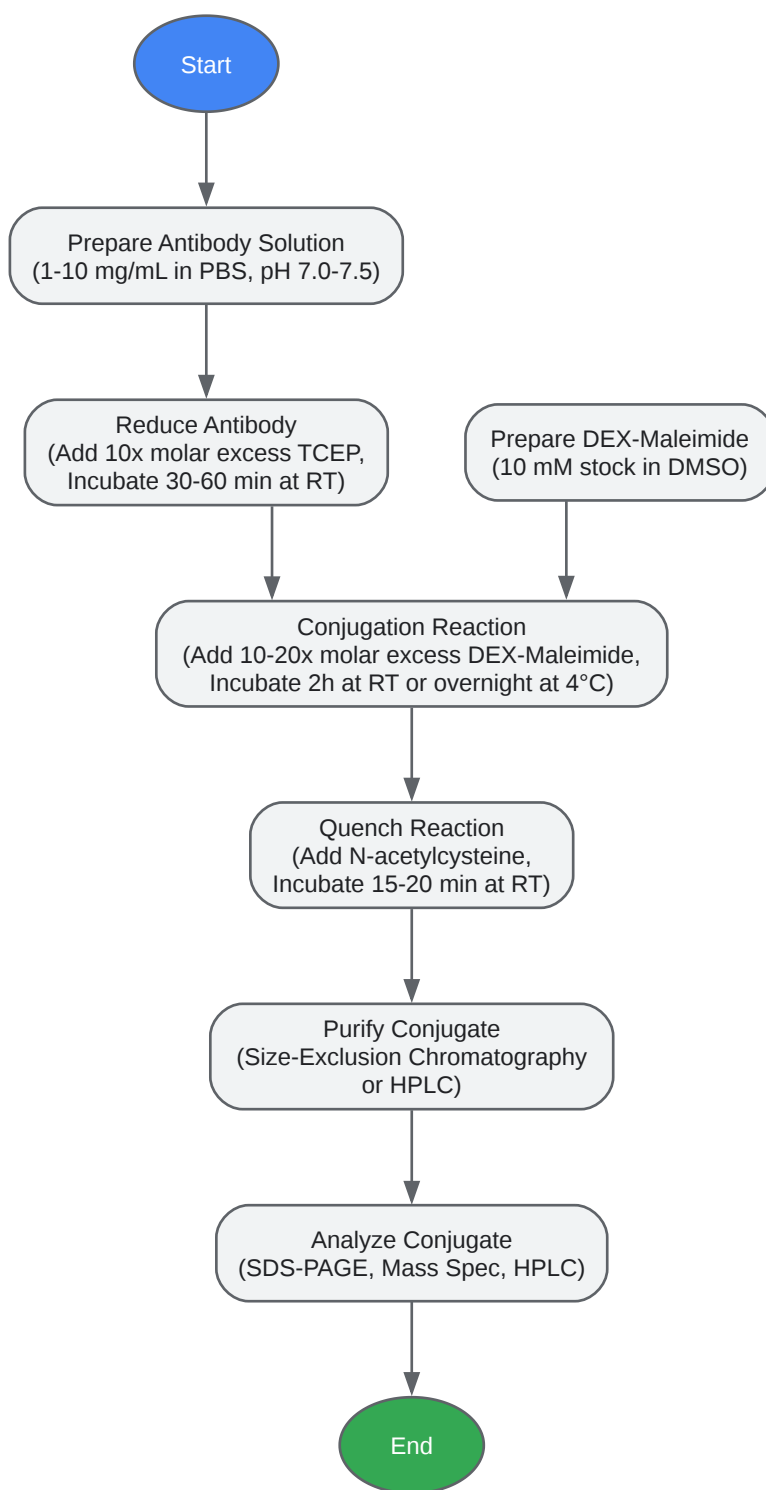 Start
Prepare Antibody Solution
(1-10 mg/mL in PBS, pH 7.0-7.5)
Reduce Antibody
(Add 10x molar excess TCEP,
Incubate 30-60 min at RT)
Prepare DEX-Maleimide
(10 mM stock in DMSO)
Conjugation Reaction
(Add 10-20x molar excess DEX-Maleimide,
Incubate 2h at RT or overnight at 4°C)
Quench Reaction
(Add N-acetylcysteine,
Incubate 15-20 min at RT)
Purify Conjugate
(Size-Exclusion Chromatography
or HPLC)
Analyze Conjugate
(SDS-PAGE, Mass Spec, HPLC)
End